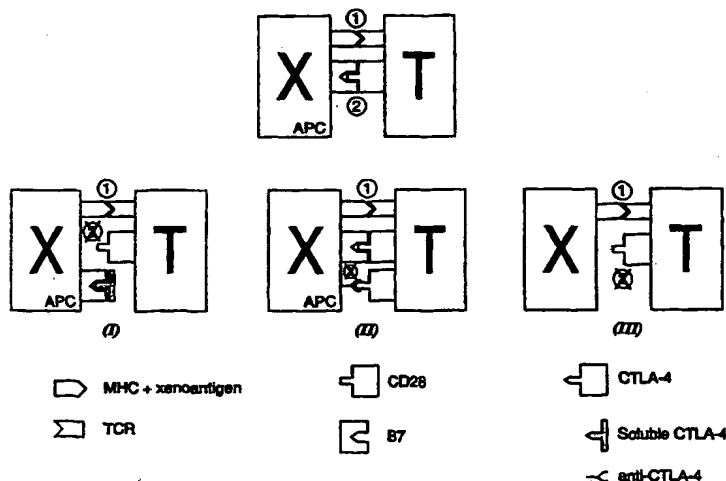 ①
X T
APC
②
① ① ①
X T X T X T
APC APC
(I) (II) (III)
MHC + xenoantigen CD28 CTLA-4
TCR B7 Soluble CTLA-4
anti-CTLA-4